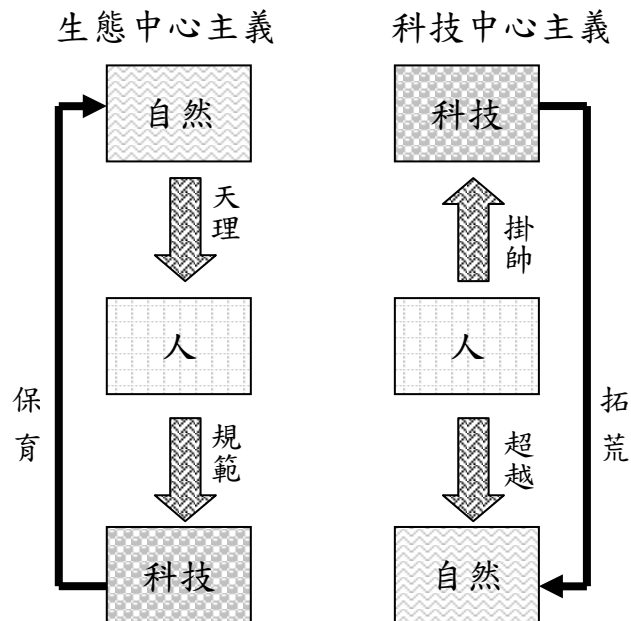 生態中心主義
自然
天理
人
規範
科技
保育
科技中心主義
科技
掛帥
人
超越
自然
拓荒